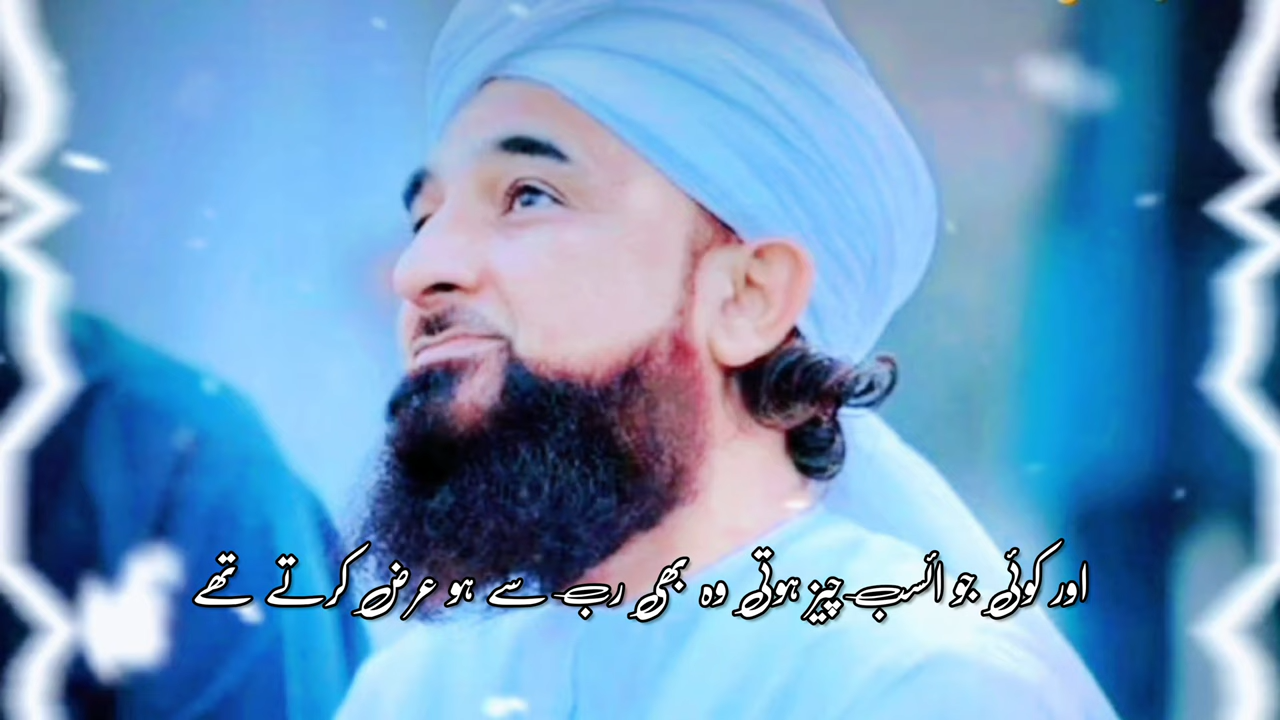 اور کوئی جو انسب چیز ہوتی وہ بھی رب سے ہو عرض کرتے تھے